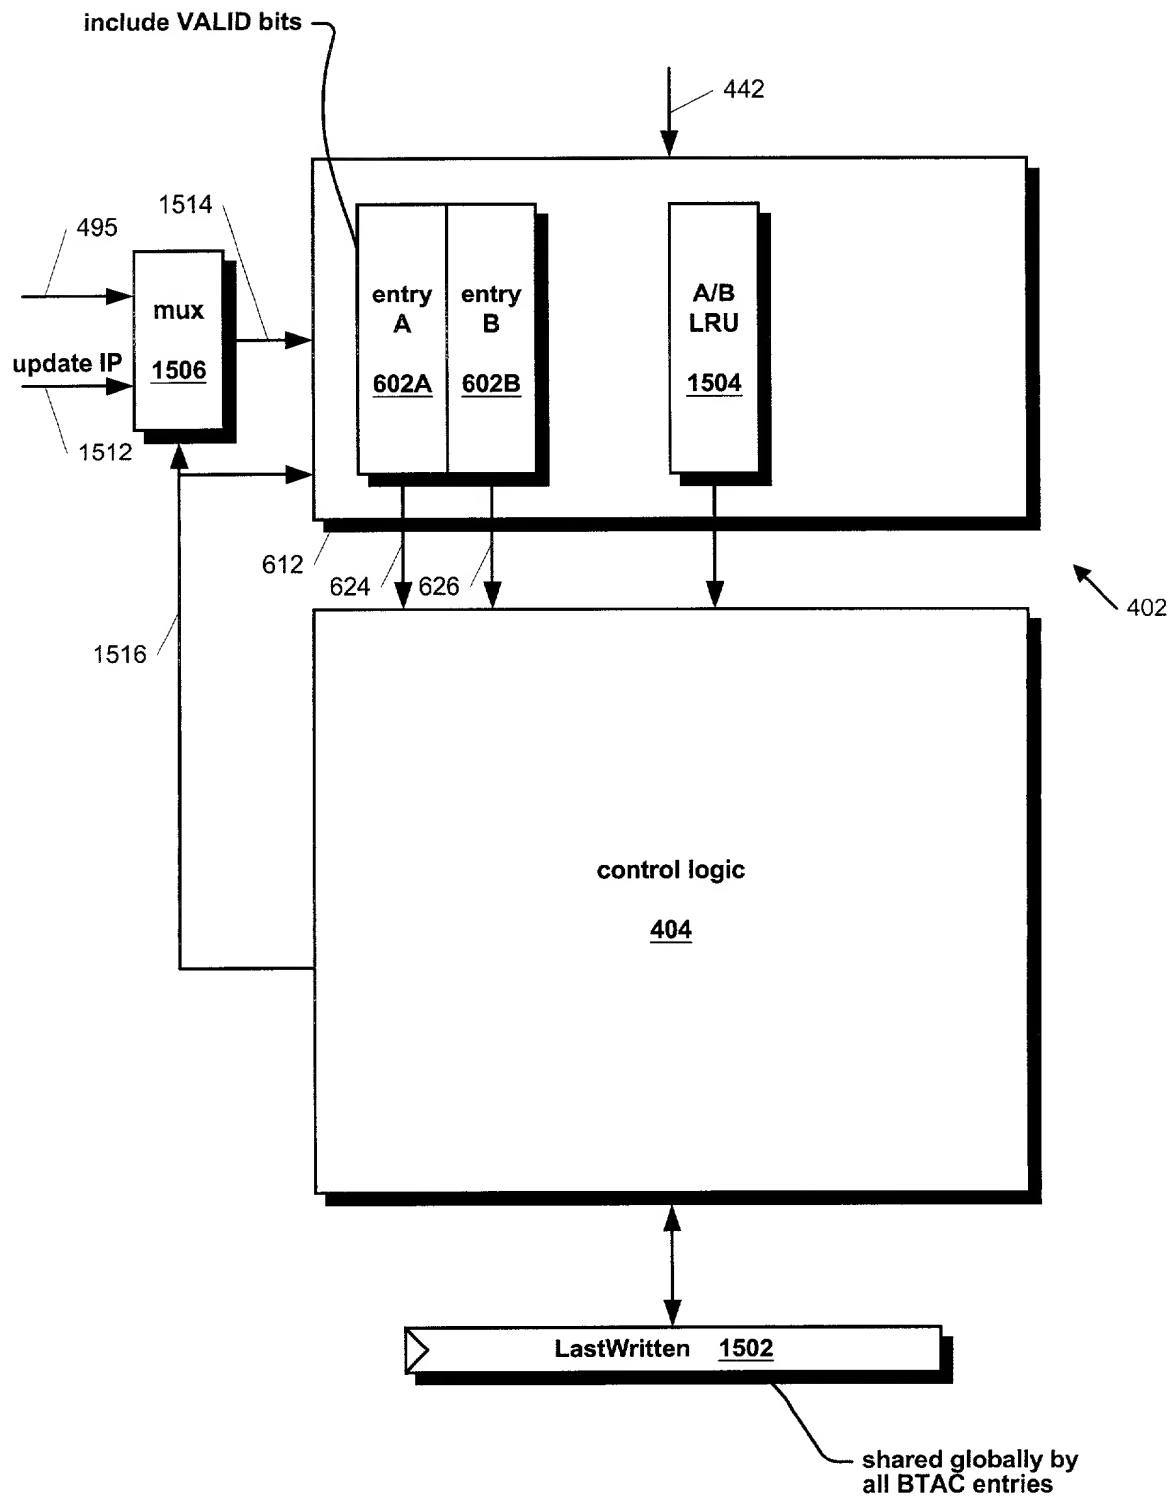 include VALID bits
442
1514
495
mux
1506
update IP
1512
entry
A
602A
entry
B
602B
A/B
LRU
1504
612
624
626
402
1516
control logic
404
LastWritten 1502
shared globally by
all BTAC entries